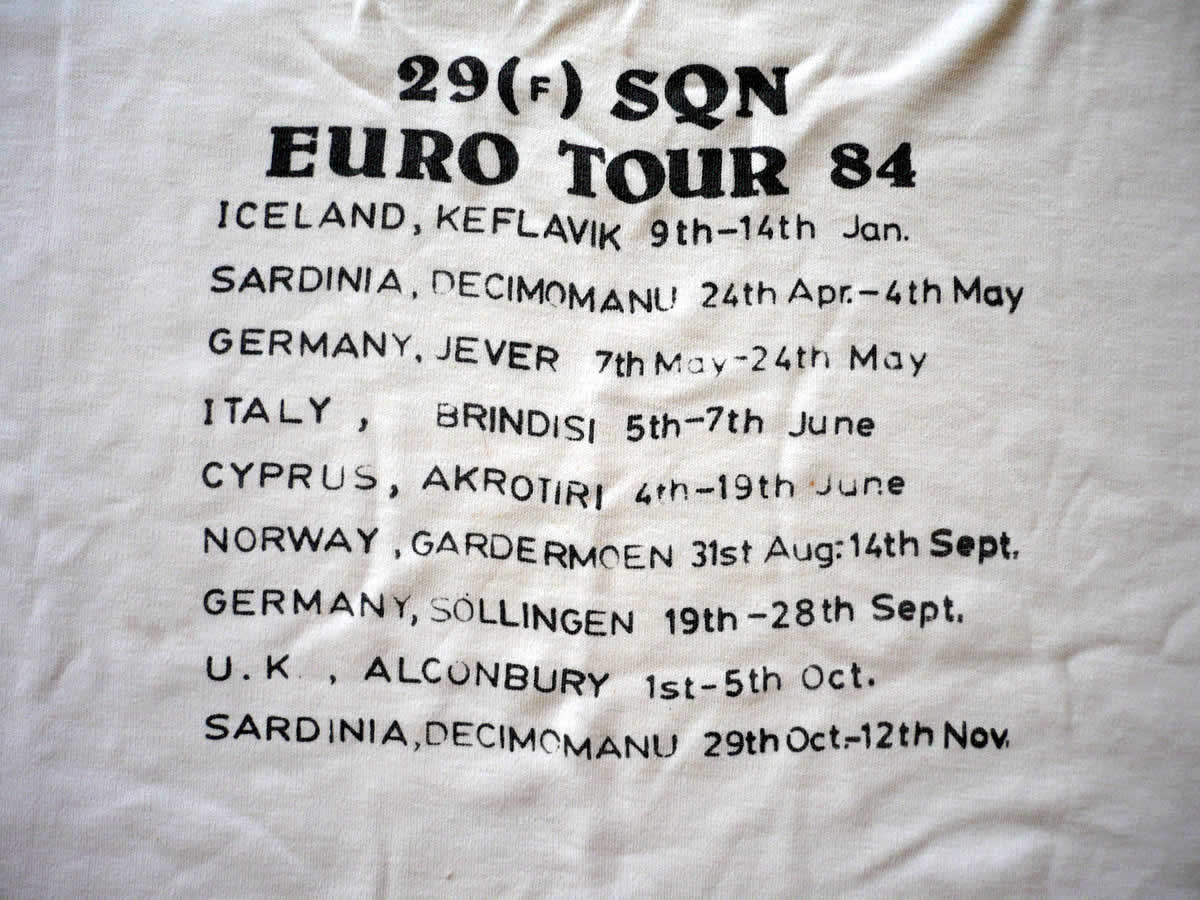 29(F) SQN
EURO TOUR 84
ICELAND, KEFLAVIK 9th-14th Jan.
SARDINIA, DECIMOMANU 24th Apr.-4th May
GERMANY, JEVER 7th May-24th May
ITALY, BRINDISI 5th-7th June
CYPRUS, AKROTIRI 4th-19th June
NORWAY, GARDERMOEN 31st Aug:14th Sept.
GERMANY, SÖLLINGEN 19th-28th Sept.
U.K., ALCONBURY 1st-5th Oct.
SARDINIA, DECIMOMANU 29th Oct.-12th Nov.